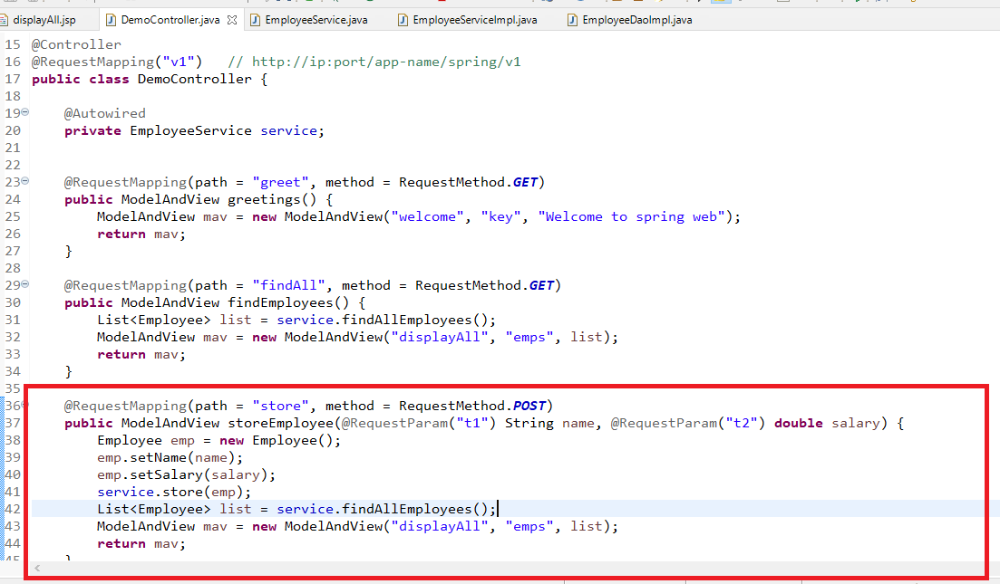 displayAll.jsp DemoController.java EmployeeService.java EmployeeServiceImpl.java EmployeeDaoImpl.java
15 @Controller
16 @RequestMapping("v1")   // http://ip:port/app-name/spring/v1
17 public class DemoController {
18
19     @Autowired
20     private EmployeeService service;
21
22
23     @RequestMapping(path = "greet", method = RequestMethod.GET)
24     public ModelAndView greetings() {
25         ModelAndView mav = new ModelAndView("welcome", "key", "Welcome to spring web");
26         return mav;
27     }
28
29     @RequestMapping(path = "findAll", method = RequestMethod.GET)
30     public ModelAndView findEmployees() {
31         List<Employee> list = service.findAllEmployees();
32         ModelAndView mav = new ModelAndView("displayAll", "emps", list);
33         return mav;
34     }
35
36     @RequestMapping(path = "store", method = RequestMethod.POST)
37     public ModelAndView storeEmployee(@RequestParam("t1") String name, @RequestParam("t2") double salary) {
38         Employee emp = new Employee();
39         emp.setName(name);
40         emp.setSalary(salary);
41         service.store(emp);
42         List<Employee> list = service.findAllEmployees();
43         ModelAndView mav = new ModelAndView("displayAll", "emps", list);
44         return mav;
45     }